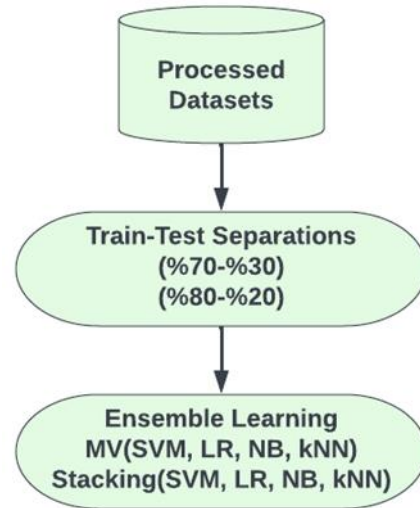 Processed
Datasets
Train-Test Separations
(%70-%30)
(%80-%20)
Ensemble Learning
MV(SVM, LR, NB, kNN)
Stacking(SVM, LR, NB, kNN)